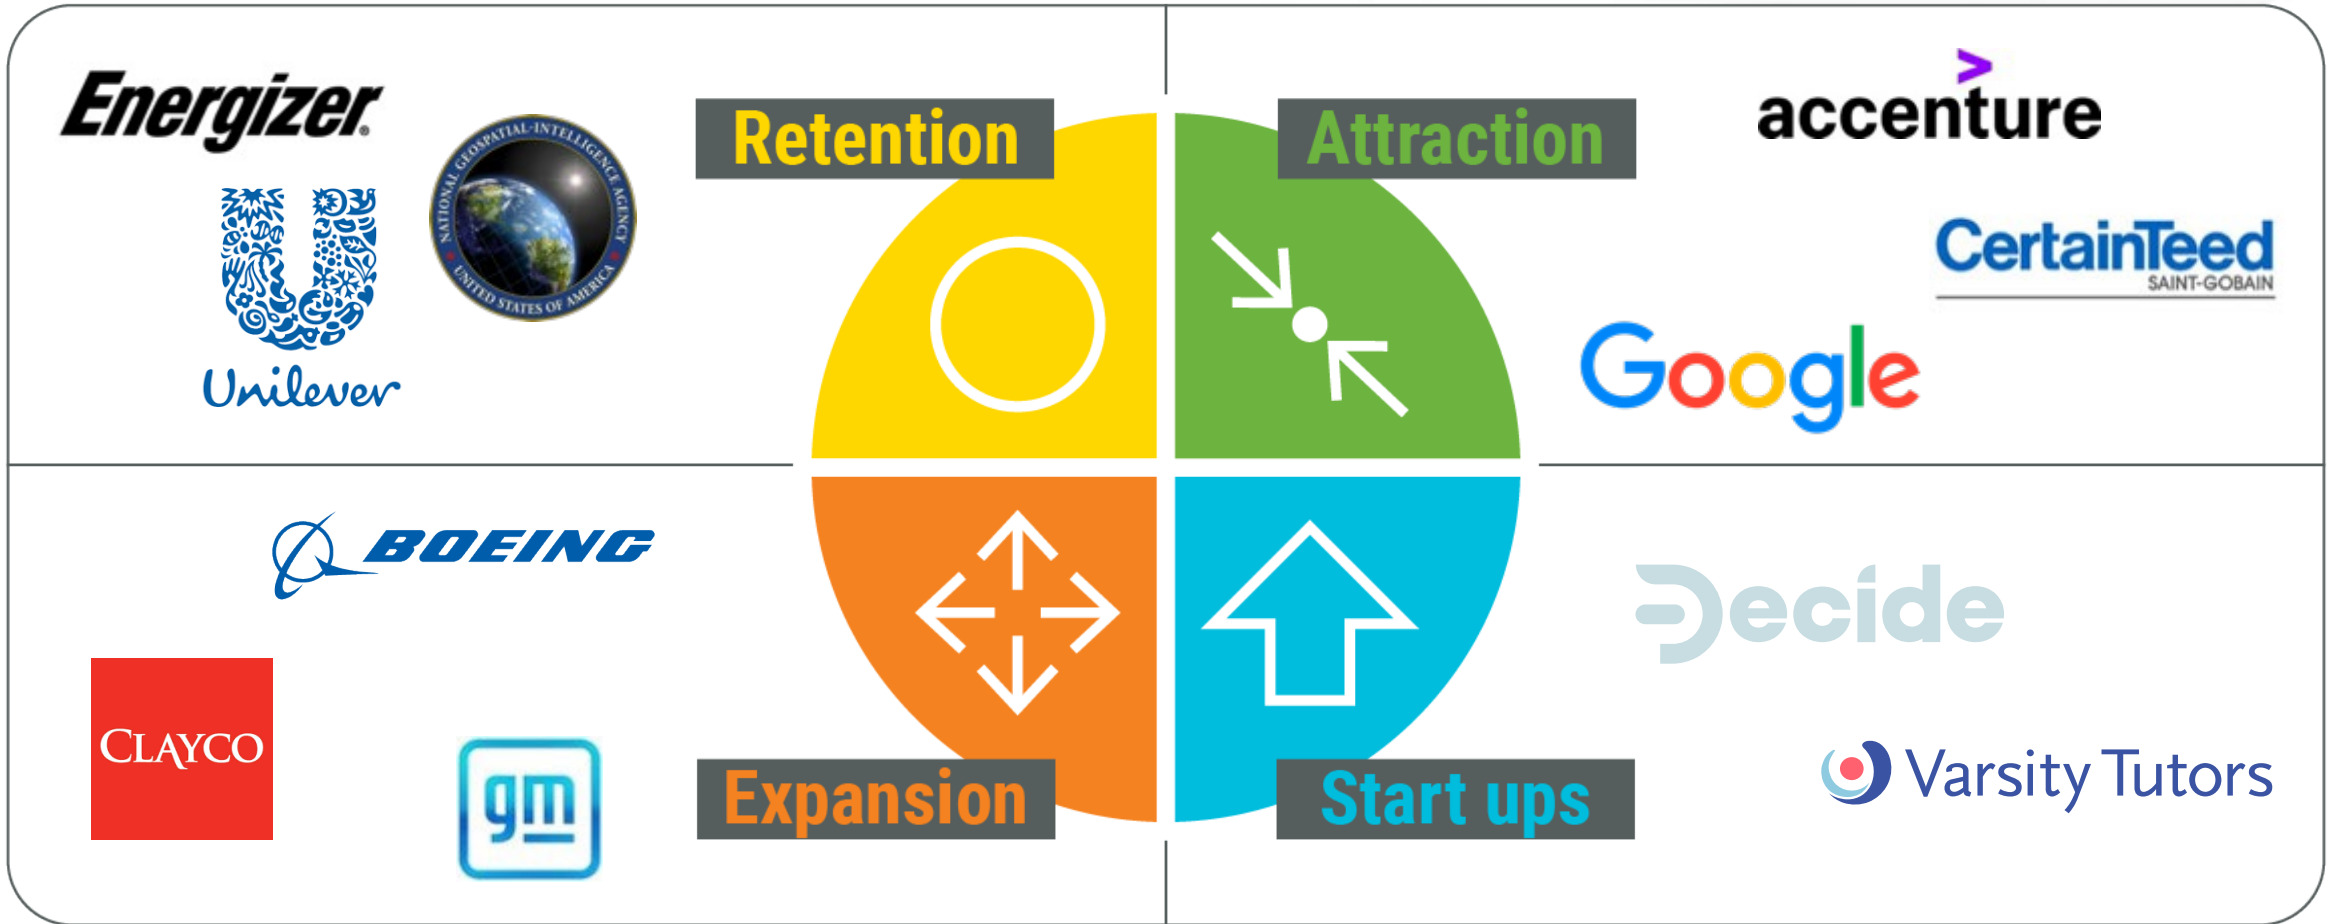 Energizer
NATIONAL GEOSPATIAL-INTELLIGENCE AGENCY
UNITED STATES OF AMERICA
Unilever
Retention
Attraction
accenture
CertainTeed
SAINT-GOBAIN
Google
BOEING
CLAYCO
gm
Expansion
Start ups
Decide
Varsity Tutors